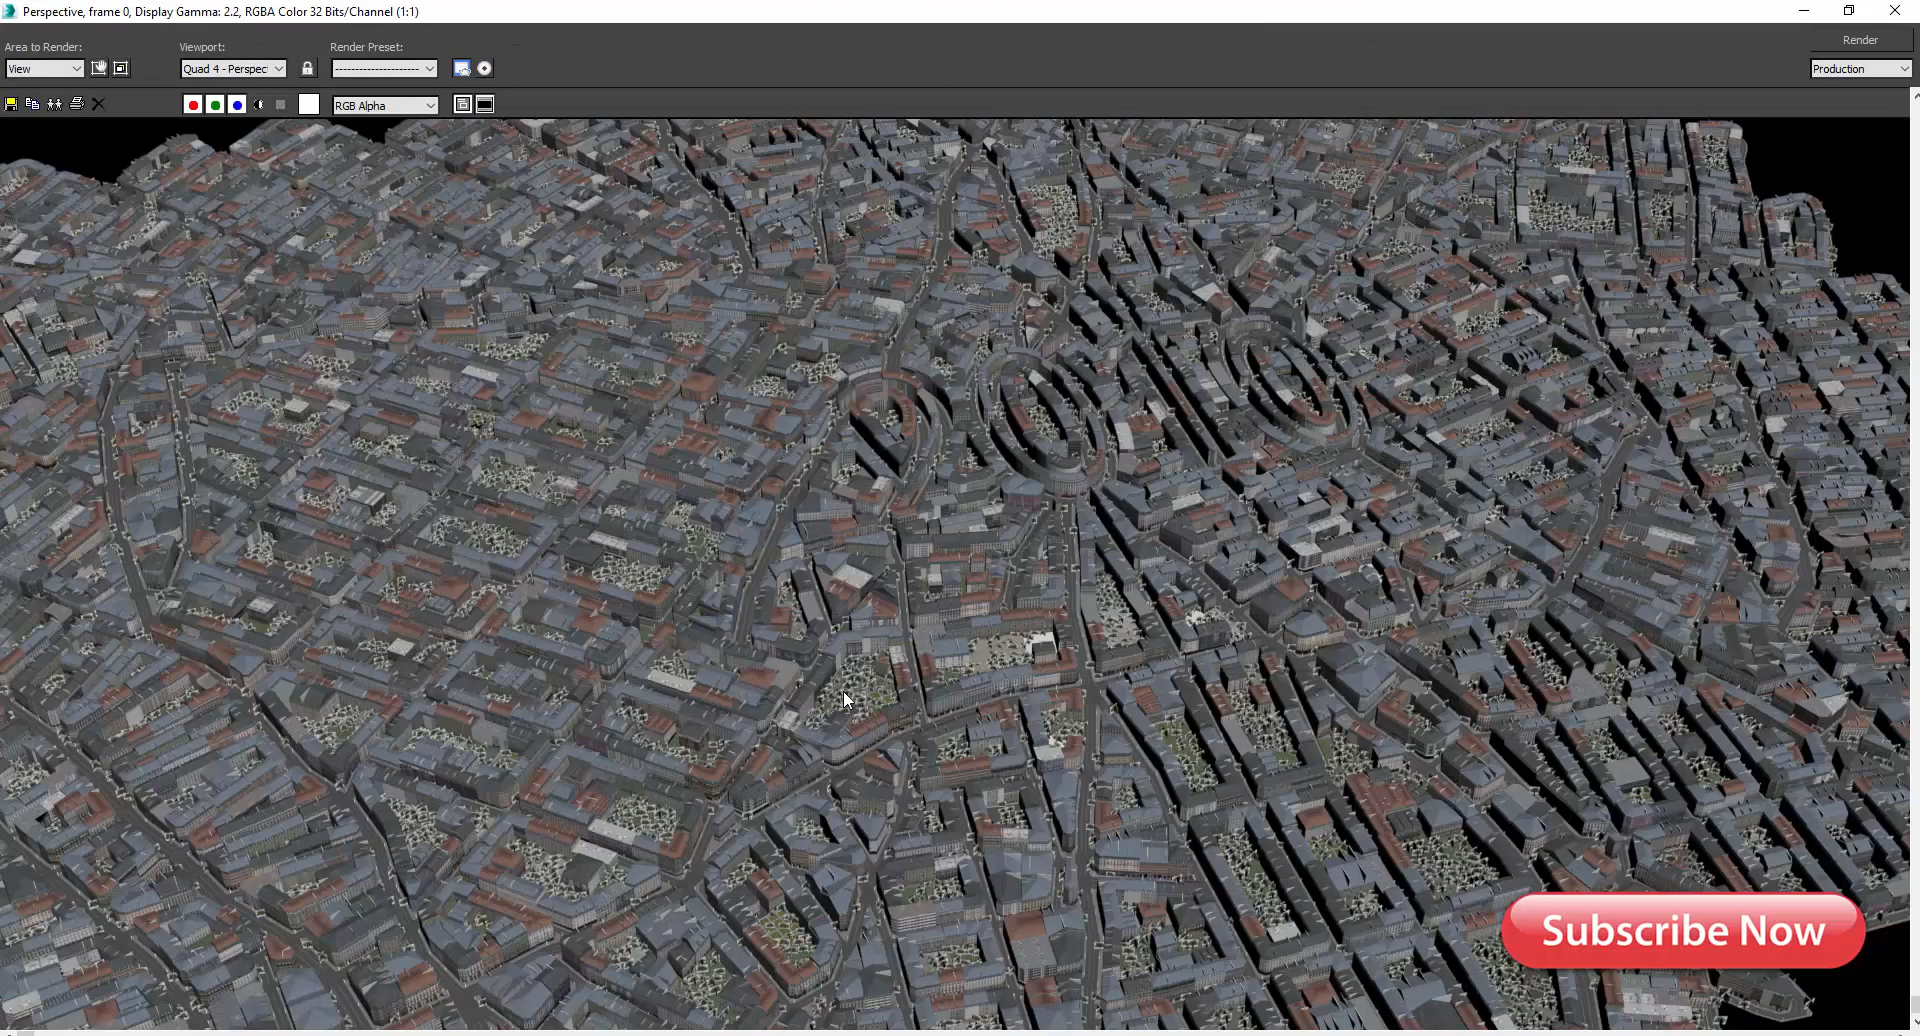 Perspective, frame 0, Display Gamma: 2.2, RGBA Color 32 Bits/Channel (1:1)
Area to Render:
Viewport:
Render Preset:
Render
View
Quad 4 - Perspec
--------------------
Production
RGB Alpha
Subscribe Now